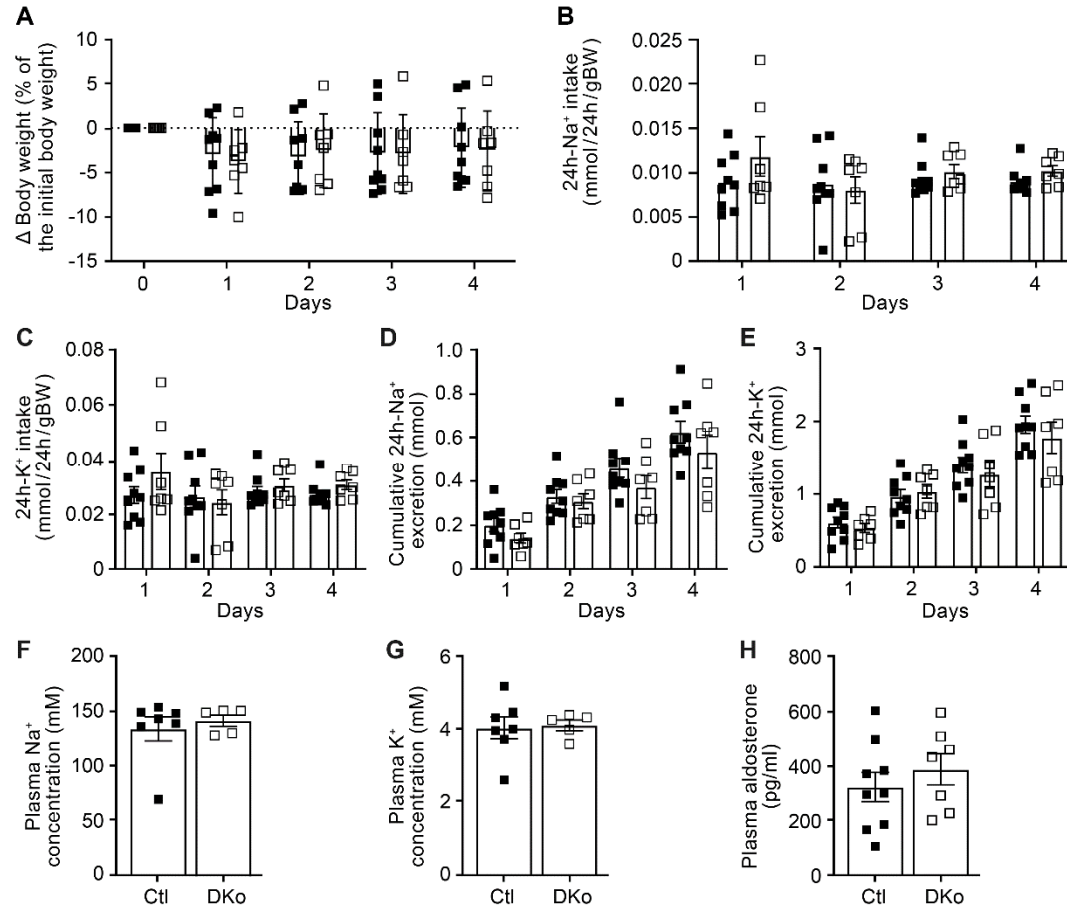 A
Δ Body weight (% of
the initial body weight)
10
5
0
-5
-10
-15
0
1
2
3
4
Days
B
24h-Na⁺ intake
(mmol/24h/gBW)
0.025
0.020
0.015
0.010
0.005
0
1
2
3
4
Days
C
24h-K⁺ intake
(mmol/24h/gBW)
0.08
0.06
0.04
0.02
0
1
2
3
4
Days
D
Cumulative 24h-Na⁺
excretion (mmol)
1.0
0.8
0.6
0.4
0.2
0
1
2
3
4
Days
E
Cumulative 24h-K⁺
excretion (mmol)
3
2
1
0
1
2
3
4
Days
F
Plasma Na⁺
concentration (mM)
200
150
100
50
0
Ctl
DKo
G
Plasma K⁺
concentration (mM)
6
4
2
0
Ctl
DKo
H
Plasma aldosterone
(pg/ml)
800
600
400
200
0
Ctl
DKo